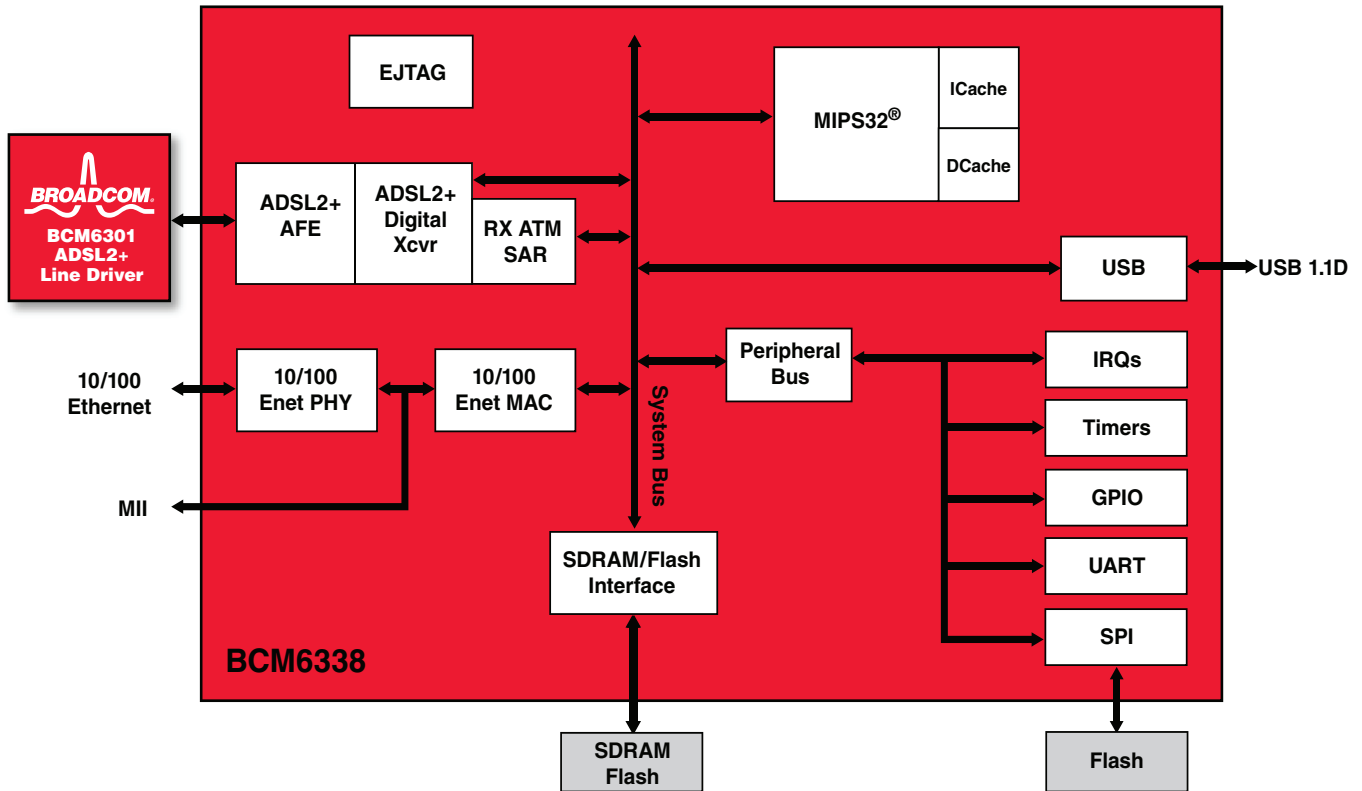 EJTAG
MIPS32®
ICache
DCache
BROADCOM®
BCM6301
ADSL2+
Line Driver
ADSL2+
AFE
ADSL2+
Digital
Xcvr
RX ATM
SAR
USB
USB 1.1D
10/100
Ethernet
10/100
Enet PHY
10/100
Enet MAC
System Bus
Peripheral
Bus
IRQs
Timers
GPIO
UART
SPI
MII
SDRAM/Flash
Interface
BCM6338
SDRAM
Flash
Flash